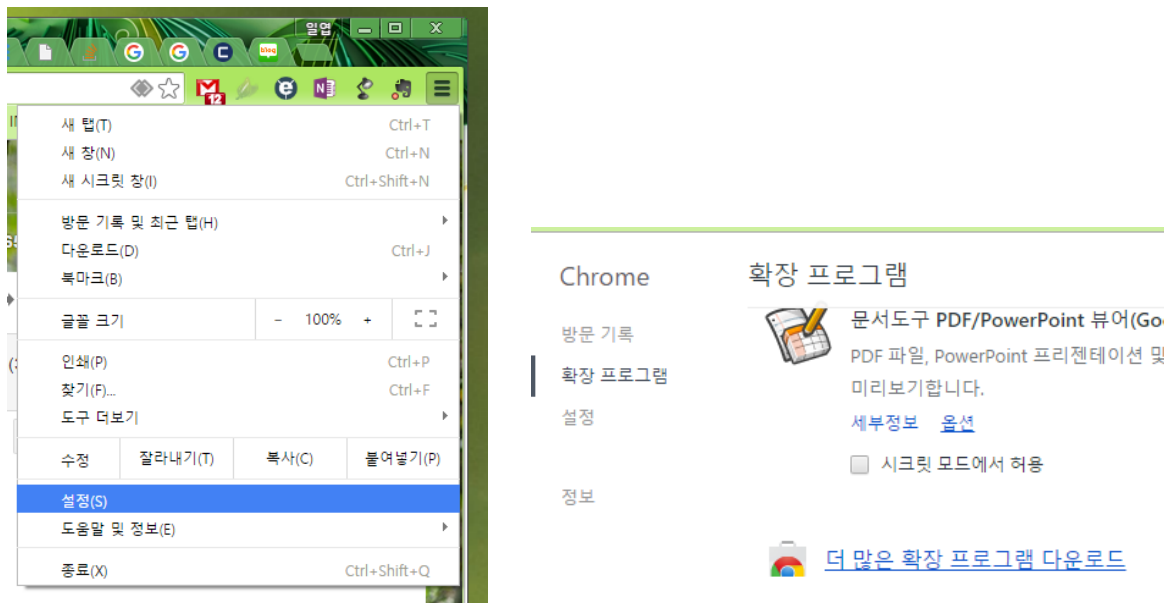 일엽
blog
12
새 탭(T) Ctrl+T
새 창(N) Ctrl+N
새 시크릿 창(I) Ctrl+Shift+N
방문 기록 및 최근 탭(H)
다운로드(D) Ctrl+J
북마크(B)
글꼴 크기 - 100% +
인쇄(P) Ctrl+P
찾기(F)... Ctrl+F
도구 더보기
수정 잘라내기(T) 복사(C) 붙여넣기(P)
설정(S)
도움말 및 정보(E)
종료(X) Ctrl+Shift+Q
Chrome
방문 기록
확장 프로그램
설정
정보
확장 프로그램
문서도구 PDF/PowerPoint 뷰어(Goo
PDF 파일, PowerPoint 프리젠테이션 및
미리보기합니다.
세부정보 옵션
시크릿 모드에서 허용
더 많은 확장 프로그램 다운로드